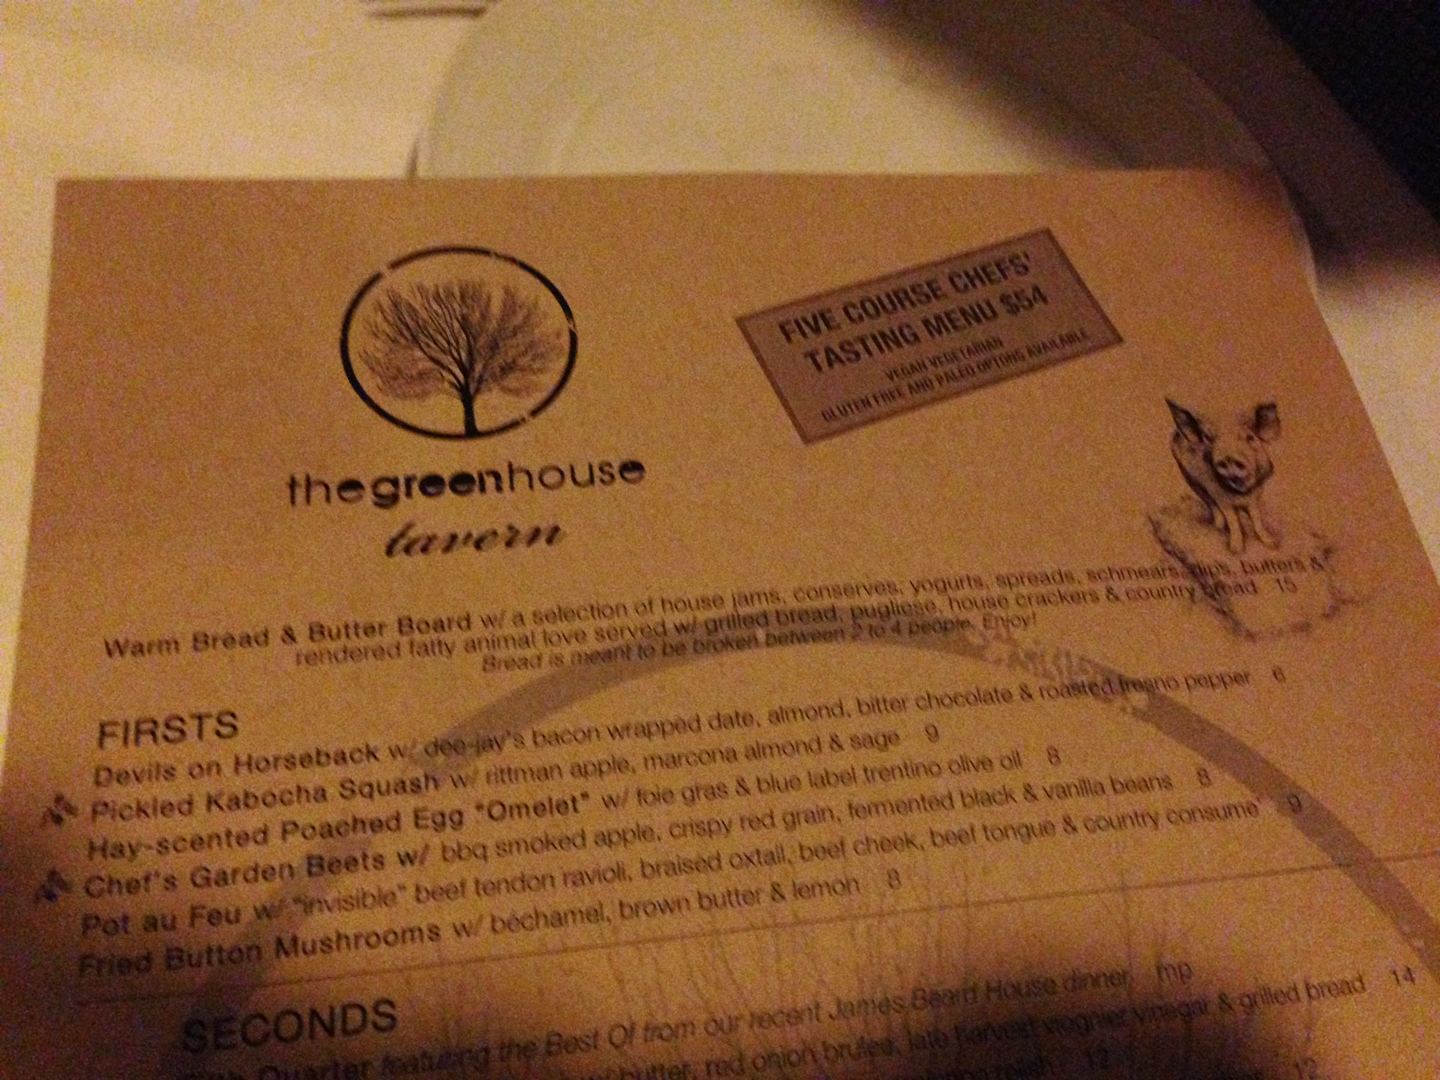 thegreenhouse
tavern
FIVE COURSE CHEFS'
TASTING MENU $54
VEGAN VEGETARIAN
GLUTEN FREE AND PALEO OPTIONS AVAILABLE
Warm Bread & Butter Board w/ a selection of house jams, conserves, yogurts, spreads, schmears, dips, butters &
rendered fatty animal love served w/ grilled bread, pugliese, house crackers & country bread 15
Bread is meant to be broken between 2 to 4 people. Enjoy!
FIRSTS
Devils on Horseback w/ dee-jay's bacon wrapped date, almond, bitter chocolate & roasted fresno pepper 6
Pickled Kabocha Squash w/ rittman apple, marcona almond & sage 9
Hay-scented Poached Egg "Omelet" w/ foie gras & blue label trentino olive oil 8
Chef's Garden Beets w/ bbq smoked apple, crispy red grain, fermented black & vanilla beans 8
Pot au Feu w/ "invisible" beef tendon ravioli, braised oxtail, beef cheek, beef tongue & country consume' 9
Fried Button Mushrooms w/ béchamel, brown butter & lemon 8
SECONDS
Quarter featuring the Best Of from our recent James Beard House dinner mp
butter, red onion brulee, late harvest viognier vinegar & grilled bread 14
relish 12
12